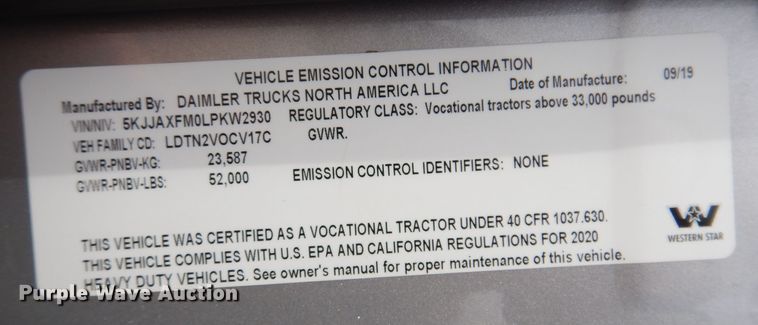 VEHICLE EMISSION CONTROL INFORMATION
Manufactured By: DAIMLER TRUCKS NORTH AMERICA LLC Date of Manufacture: 09/19
VIN/NIV: 5KJJAXFM0LPKW2930 REGULATORY CLASS: Vocational tractors above 33,000 pounds
VEH FAMILY CD: LDTN2VOCV17C GVWR.
GVWR-PNBV-KG: 23,587
GVWR-PNBV-LBS: 52,000 EMISSION CONTROL IDENTIFIERS: NONE
THIS VEHICLE WAS CERTIFIED AS A VOCATIONAL TRACTOR UNDER 40 CFR 1037.630.
THIS VEHICLE COMPLIES WITH U.S. EPA AND CALIFORNIA REGULATIONS FOR 2020
HEAVY DUTY VEHICLES. See owner's manual for proper maintenance of this vehicle.
WESTERN STAR
Purple Wave Auction